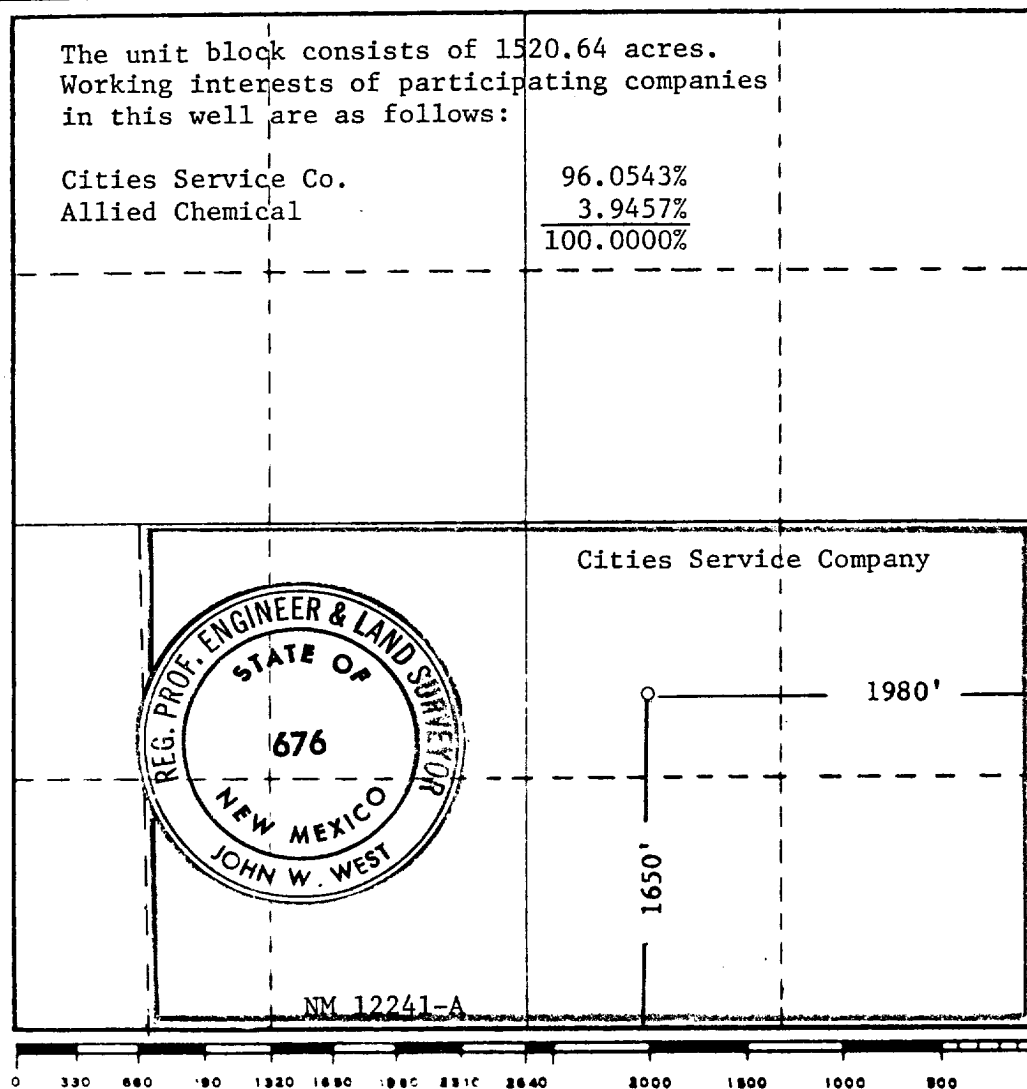 The unit block consists of 1520.64 acres.
Working interests of participating companies
in this well are as follows:
Cities Service Co. 96.0543%
Allied Chemical 3.9457%
100.0000%
Cities Service Company
REG. PROF. ENGINEER & LAND SURVEYOR
STATE OF
676
NEW MEXICO
JOHN W. WEST
1980'
1650'
NM 12241-A
0 330 660 1320 2640 2000 1500 1000 500